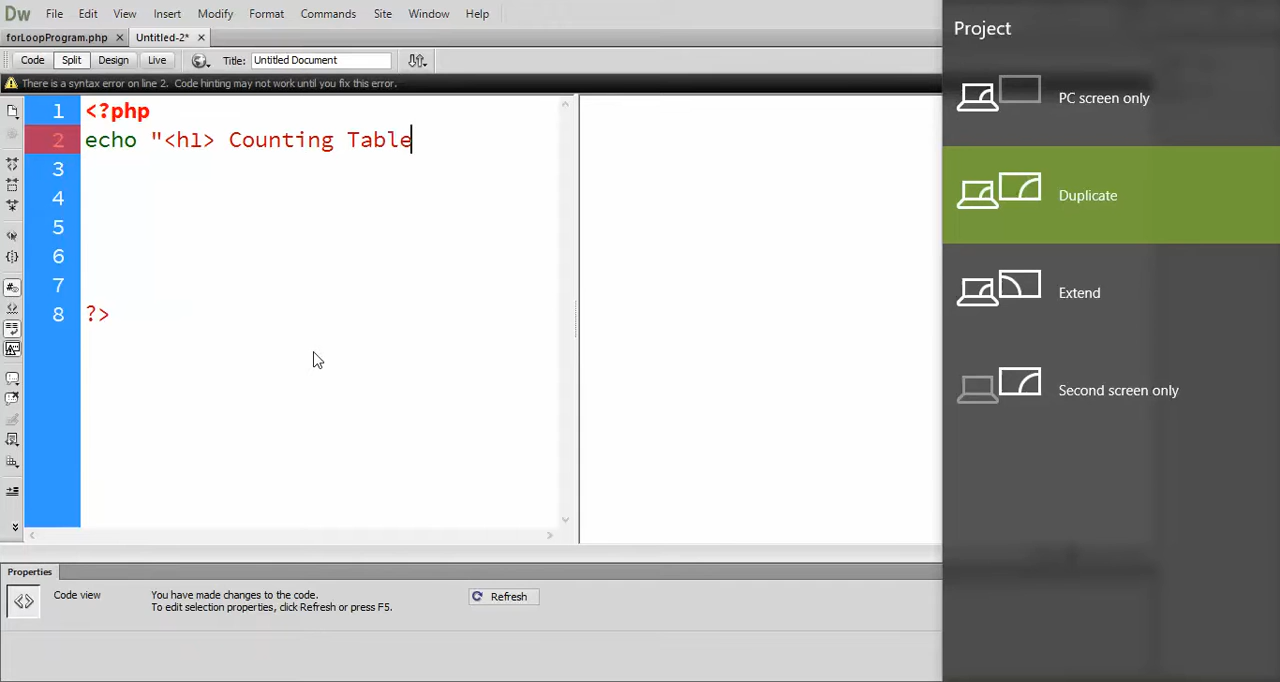 Dw File Edit View Insert Modify Format Commands Site Window Help
forLoopProgram.php Untitled-2*
Code Split Design Live Title: Untitled Document
There is a syntax error on line 2. Code hinting may not work until you fix this error.
1 <?php
2 echo "<h1> Counting Table
3
4
5
6
7
8 ?>
Properties
Code view
You have made changes to the code.
To edit selection properties, click Refresh or press F5.
Refresh
Project
PC screen only
Duplicate
Extend
Second screen only